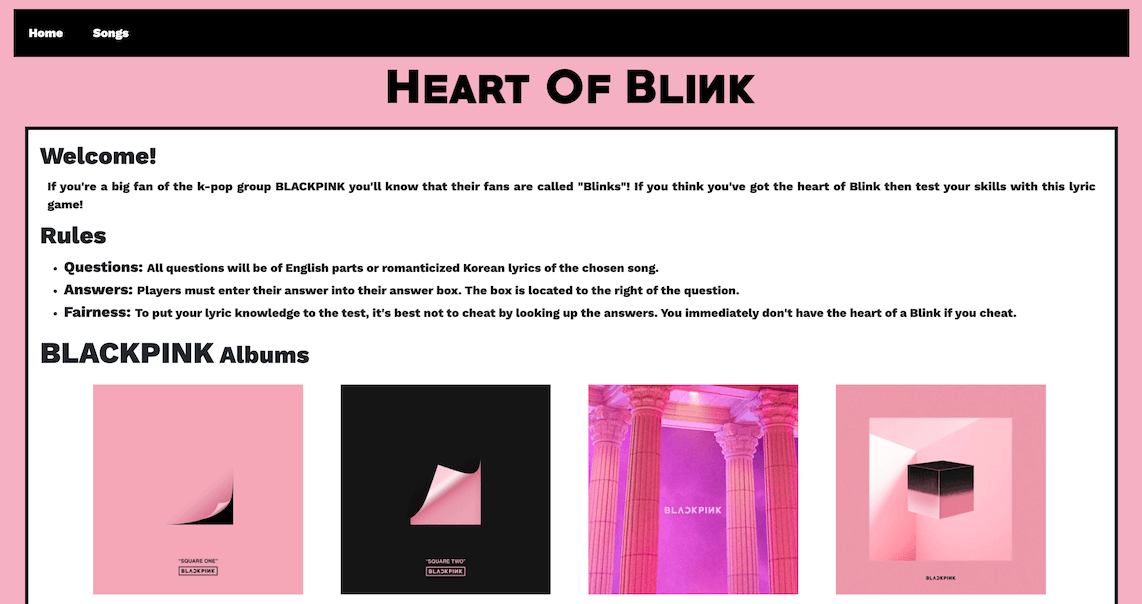 Home Songs
HEART OF BLINK
Welcome!
If you're a big fan of the k-pop group BLACKPINK you'll know that their fans are called "Blinks"! If you think you've got the heart of Blink then test your skills with this lyric
game!
Rules
• Questions: All questions will be of English parts or romanticized Korean lyrics of the chosen song.
• Answers: Players must enter their answer into their answer box. The box is located to the right of the question.
• Fairness: To put your lyric knowledge to the test, it's best not to cheat by looking up the answers. You immediately don't have the heart of a Blink if you cheat.
BLACKPINK Albums
"SQUARE ONE" "SQUARE TWO"
BLACKPINK BLACKPINK BLACKPINK BLACKPINK